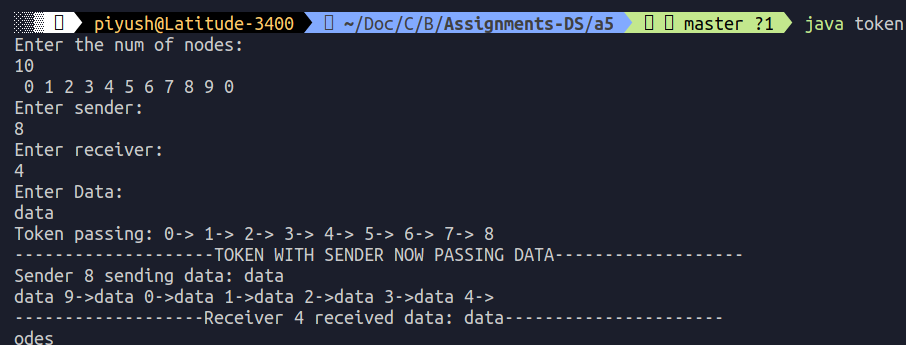 piyush@Latitude-3400 ~/Doc/C/B/Assignments-DS/a5 master ?1 java token
Enter the num of nodes:
10
0 1 2 3 4 5 6 7 8 9 0
Enter sender:
8
Enter receiver:
4
Enter Data:
data
Token passing: 0-> 1-> 2-> 3-> 4-> 5-> 6-> 7-> 8
--------------------TOKEN WITH SENDER NOW PASSING DATA-------------------
Sender 8 sending data: data
data 9->data 0->data 1->data 2->data 3->data 4->
-------------------Receiver 4 received data: data----------------------
odes